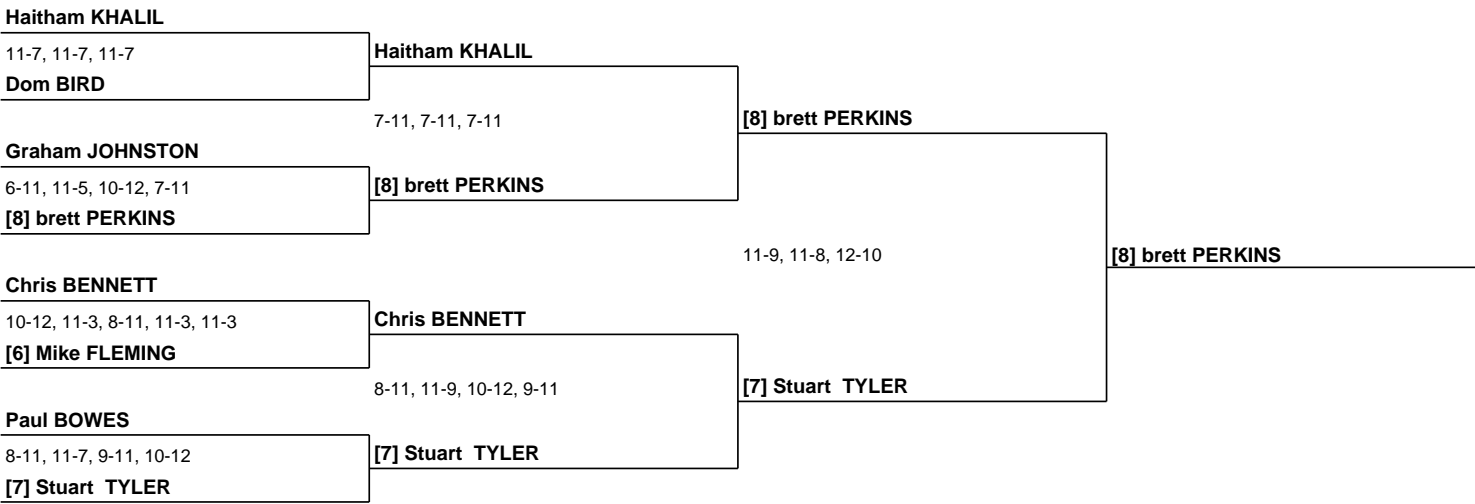 Haitham KHALIL
11-7, 11-7, 11-7
Dom BIRD
Haitham KHALIL
7-11, 7-11, 7-11
[8] brett PERKINS
Graham JOHNSTON
6-11, 11-5, 10-12, 7-11
[8] brett PERKINS
[8] brett PERKINS
11-9, 11-8, 12-10
[8] brett PERKINS
Chris BENNETT
10-12, 11-3, 8-11, 11-3, 11-3
[6] Mike FLEMING
Chris BENNETT
8-11, 11-9, 10-12, 9-11
[7] Stuart  TYLER
Paul BOWES
8-11, 11-7, 9-11, 10-12
[7] Stuart  TYLER
[7] Stuart  TYLER